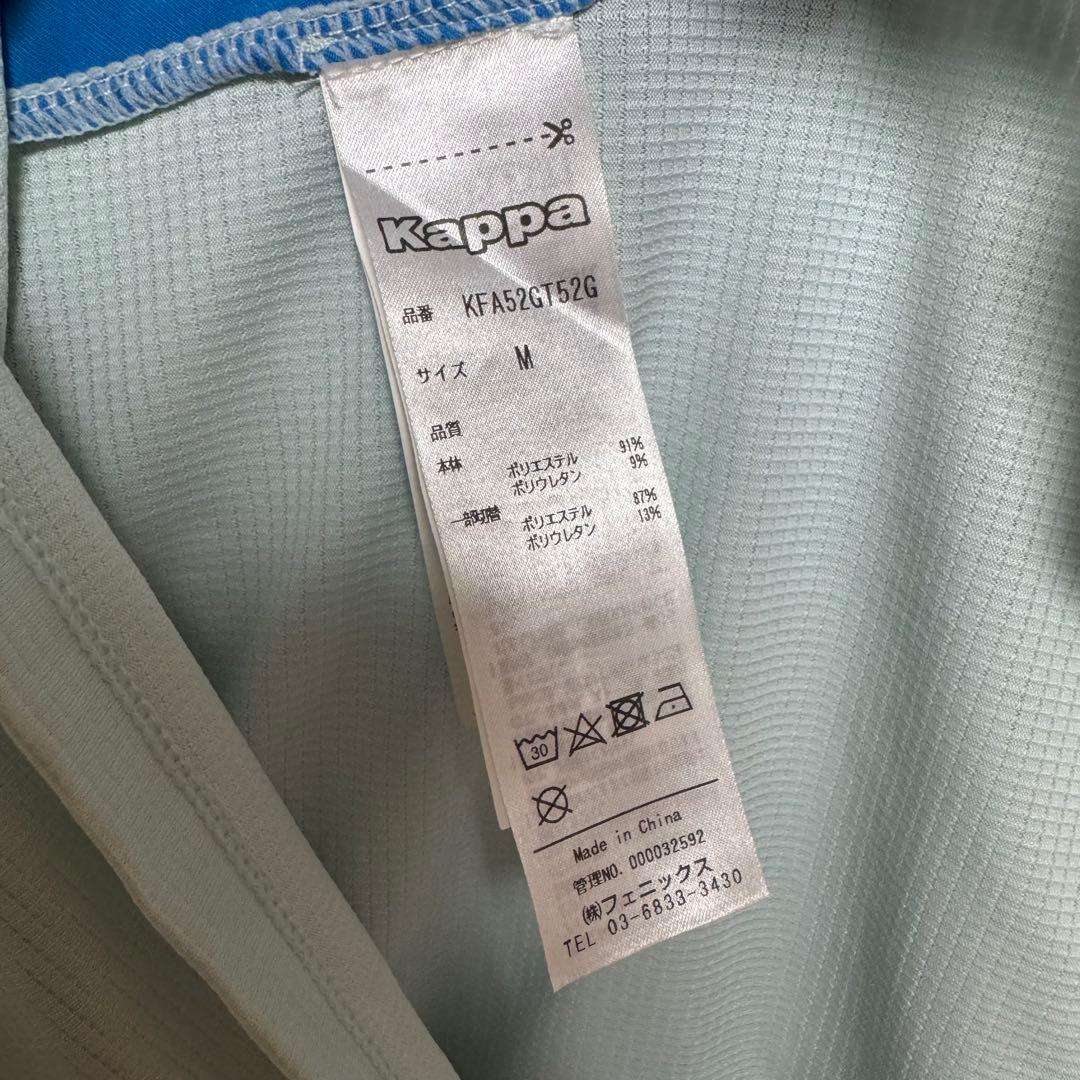 Kappa
品番 KFA52GT52G
サイズ M
品質
本体 ポリエステル 91%
ポリウレタン 9%
一部切替 ポリエステル 87%
ポリウレタン 13%
30
Made in China
管理NO. 000032592
(株)フェニックス
TEL 03-6833-3430